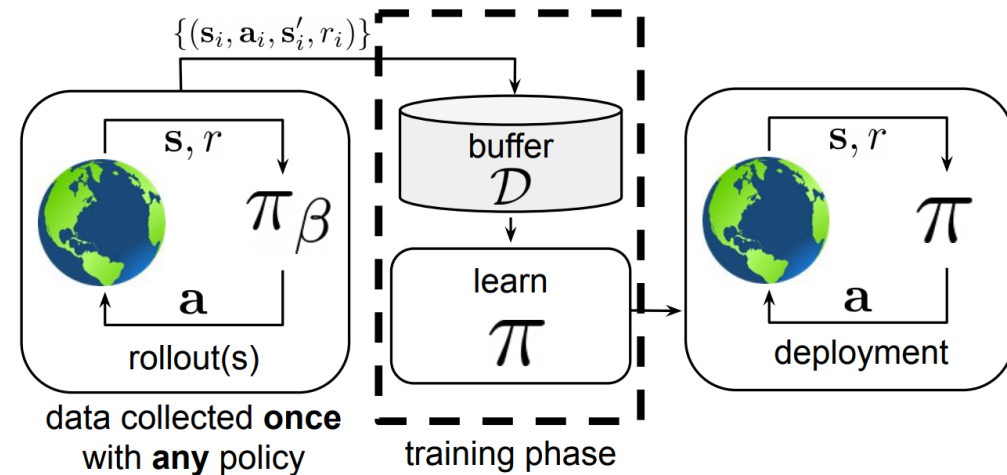 {(s_i, a_i, s′_i, r_i)}
s, r
π_β
a
rollout(s)
data collected once
with any policy
buffer
𝒟
learn
π
training phase
s, r
π
a
deployment